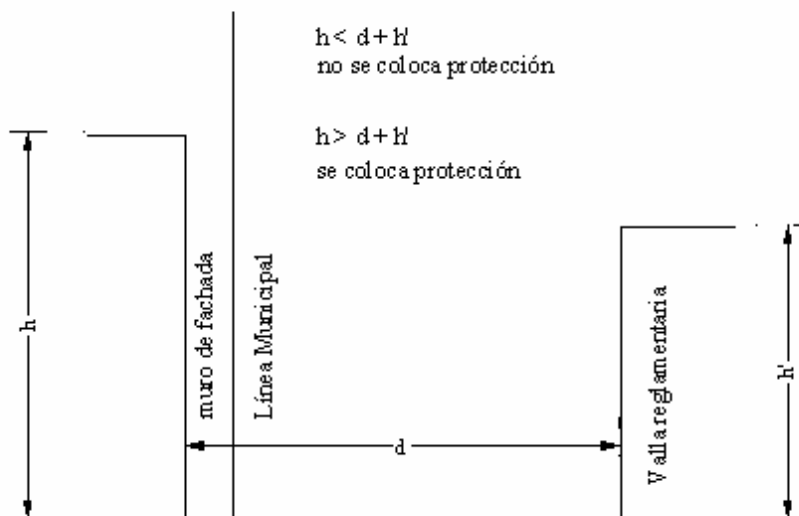 h < d + h'
no se coloca protección
h > d + h'
se coloca protección
h
muro de fachada
Línea Municipal
d
Valla reglamentaria
h'